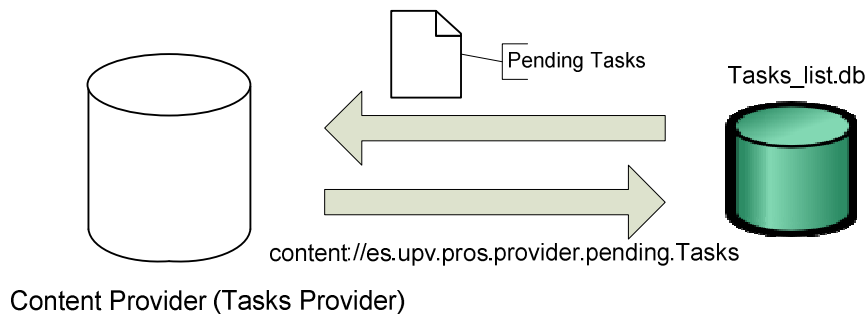 Pending Tasks
Tasks_list.db
content://es.upv.pros.provider.pending.Tasks
Content Provider (Tasks Provider)